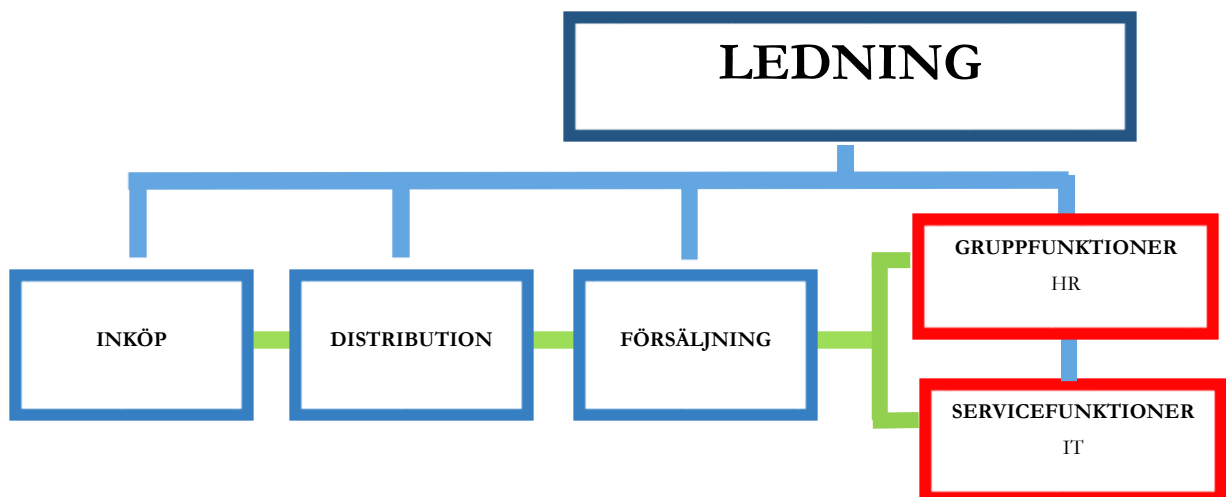 LEDNING
INKÖP
DISTRIBUTION
FÖRSÄLJNING
GRUPPFUNKTIONER
HR
SERVICEFUNKTIONER
IT